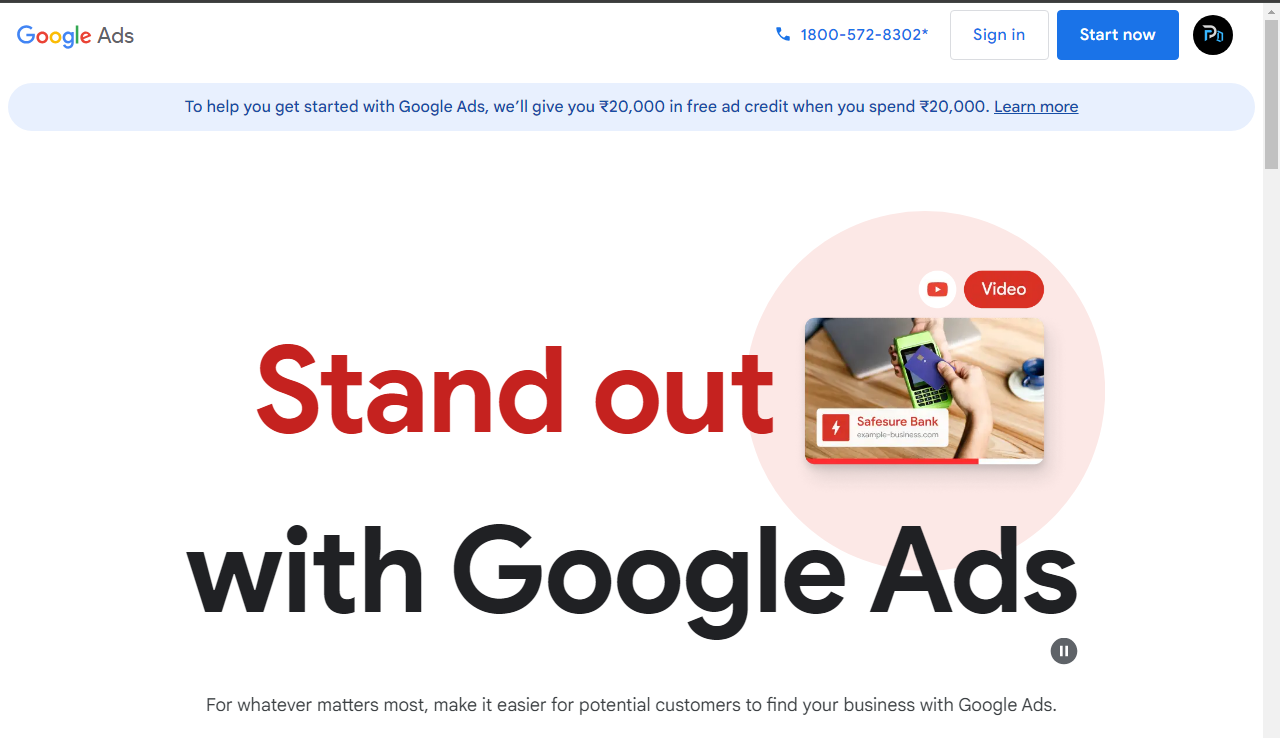 Google Ads
1800-572-8302*
Sign in
Start now
To help you get started with Google Ads, we’ll give you ₹20,000 in free ad credit when you spend ₹20,000. Learn more
Video
Stand out
Safesure Bank
example-business.com
with Google Ads
For whatever matters most, make it easier for potential customers to find your business with Google Ads.